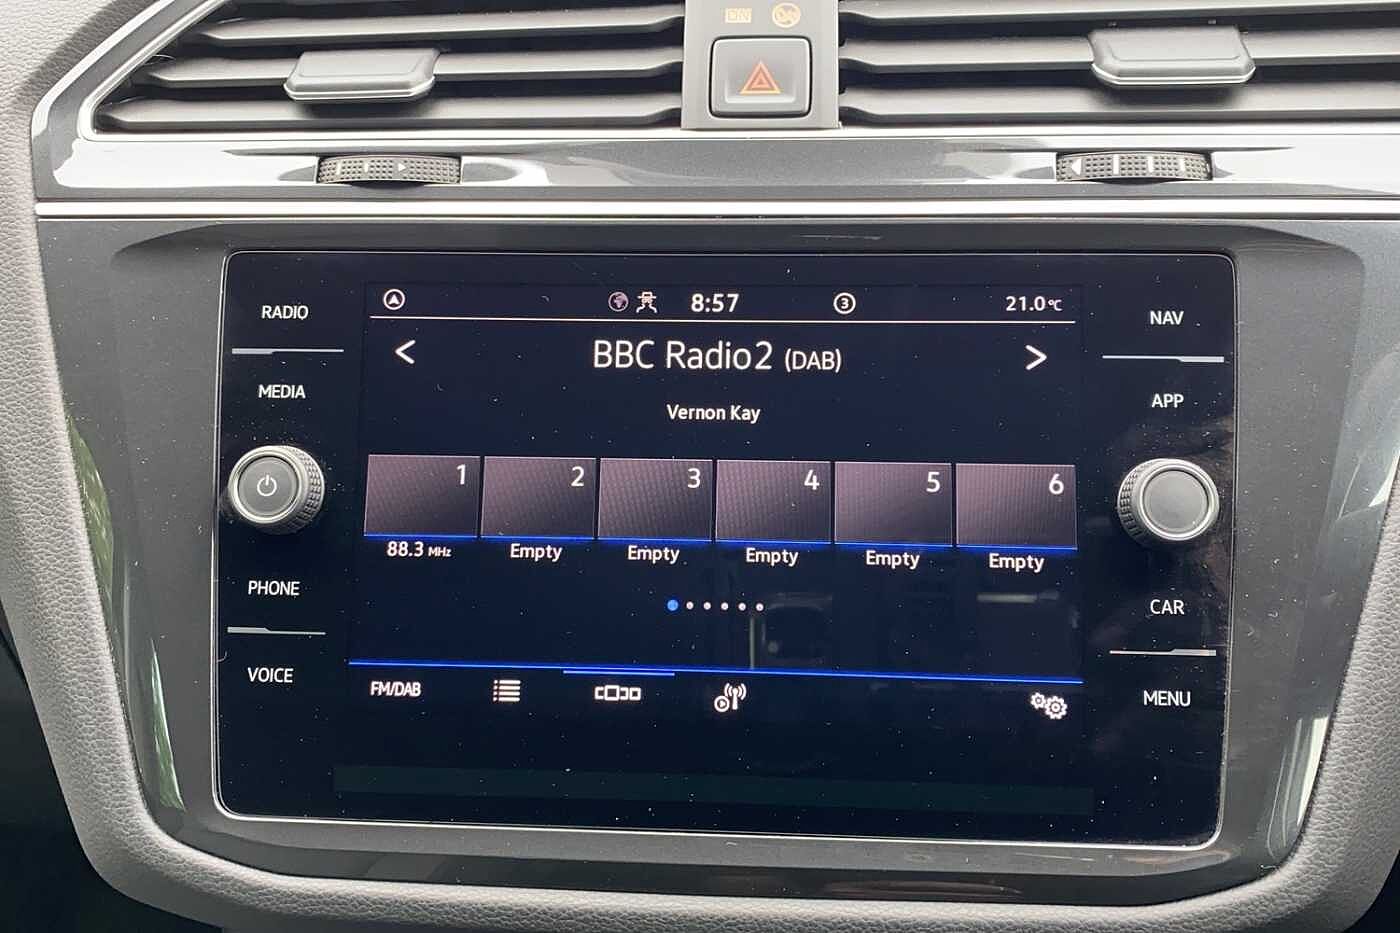 RADIO
MEDIA
PHONE
VOICE
8:57
3
21.0°C
< BBC Radio2 (DAB) >
Vernon Kay
1 2 3 4 5 6
88.3 MHz Empty Empty Empty Empty Empty
FM/DAB
NAV
APP
CAR
MENU